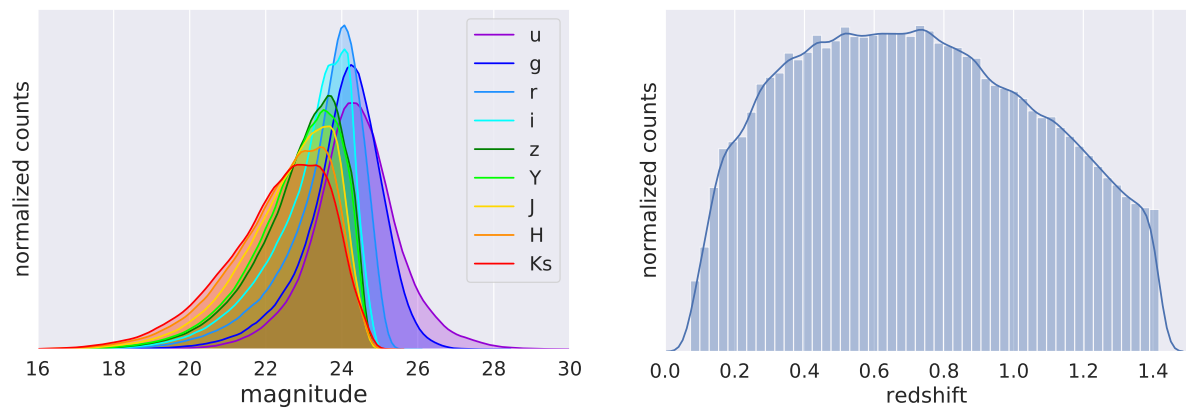 normalized counts
u
g
r
i
z
Y
J
H
Ks
16 18 20 22 24 26 28 30
magnitude
normalized counts
0.0 0.2 0.4 0.6 0.8 1.0 1.2 1.4
redshift